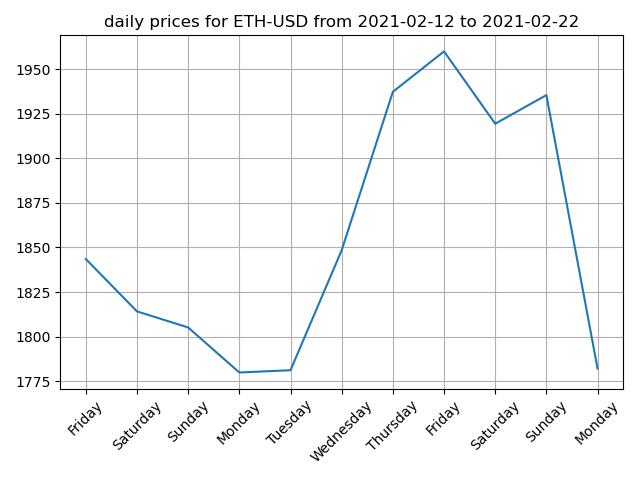 daily prices for ETH-USD from 2021-02-12 to 2021-02-22
1950
1925
1900
1875
1850
1825
1800
1775
Friday
Saturday
Sunday
Monday
Tuesday
Wednesday
Thursday
Friday
Saturday
Sunday
Monday